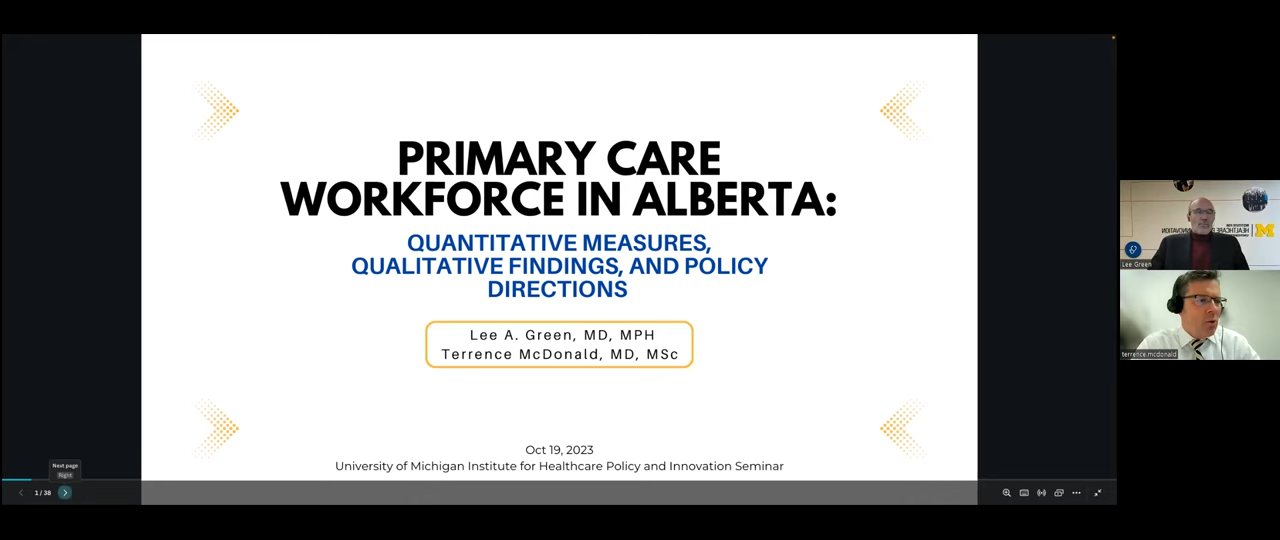 PRIMARY CARE
WORKFORCE IN ALBERTA:
QUANTITATIVE MEASURES,
QUALITATIVE FINDINGS, AND POLICY
DIRECTIONS
Lee A. Green, MD, MPH
Terrence McDonald, MD, MSc
Oct 19, 2023
University of Michigan Institute for Healthcare Policy and Innovation Seminar
Next page
Right
1 / 38
M
Lee Green
terrence.mcdonald